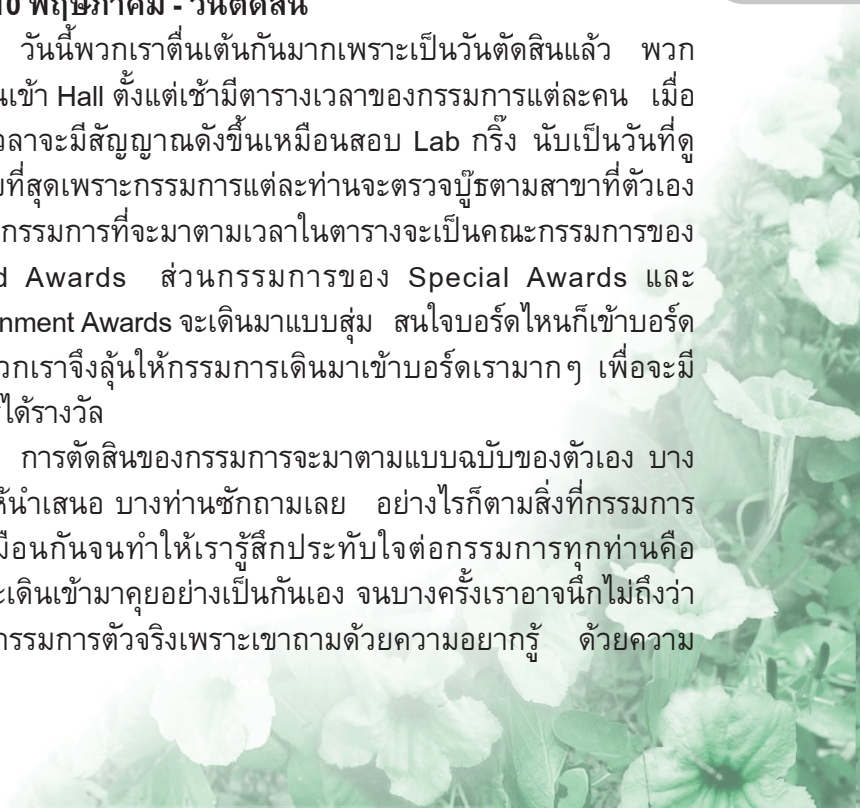 10 พฤษภาคม - วันตัดสิน
วันนี้พวกเราตื่นเต้นกันมากเพราะเป็นวันตัดสินแล้ว พวก
นเข้า Hall ตั้งแต่เช้ามีตารางเวลาของกรรมการแต่ละคน เมื่อ
วลาจะมีสัญญาณดังขึ้นเหมือนสอบ Lab กริ๊ง นับเป็นวันที่ดู
ที่สุดเพราะกรรมการแต่ละท่านจะตรวจบู๊ธตามสาขาที่ตัวเอง
กรรมการที่จะมาตามเวลาในตารางจะเป็นคณะกรรมการของ
d Awards ส่วนกรรมการของ Special Awards และ
nment Awards จะเดินมาแบบสุ่ม สนใจบอร์ดไหนก็เข้าบอร์ด
วกเราจึงลุ้นให้กรรมการเดินมาเข้าบอร์ดเรามาก ๆ เพื่อจะมี
ได้รางวัล
การตัดสินของกรรมการจะมาตามแบบฉบับของตัวเอง บาง
ห้นำเสนอ บางท่านซักถามเลย อย่างไรก็ตามสิ่งที่กรรมการ
มือนกันจนทำให้เรารู้สึกประทับใจต่อกรรมการทุกท่านคือ
ะเดินเข้ามาคุยอย่างเป็นกันเอง จนบางครั้งเราอาจนึกไม่ถึงว่า
กรรมการตัวจริงเพราะเขาถามด้วยความอยากรู้ ด้วยความ